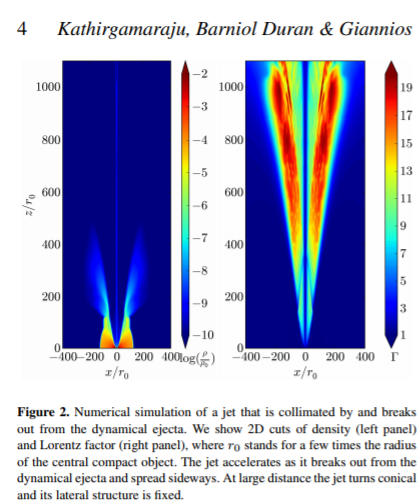 4 Kathirgamaraju, Barniol Duran & Giannios
1000
800
600
400
200
0
z/r₀
−400 −200 0 200 400
x/r₀
−2
−3
−4
−5
−6
−7
−8
−9
−10
log(ρ/ρ₀)
1000
800
600
400
200
0
−400 −200 0 200 400
x/r₀
19
17
15
13
11
9
7
5
3
1
Γ
Figure 2. Numerical simulation of a jet that is collimated by and breaks
out from the dynamical ejecta. We show 2D cuts of density (left panel)
and Lorentz factor (right panel), where r₀ stands for a few times the radius
of the central compact object. The jet accelerates as it breaks out from the
dynamical ejecta and spread sideways. At large distance the jet turns conical
and its lateral structure is fixed.